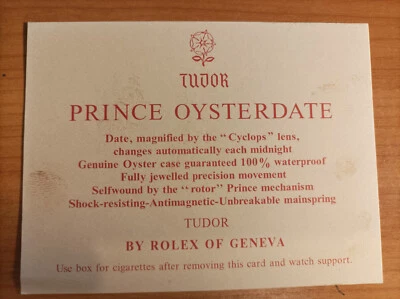 TUDOR
PRINCE OYSTERDATE
Date, magnified by the "Cyclops" lens,
changes automatically each midnight
Genuine Oyster case guaranteed 100% waterproof
Fully jewelled precision movement
Selfwound by the "rotor" Prince mechanism
Shock-resisting-Antimagnetic-Unbreakable mainspring
TUDOR
BY ROLEX OF GENEVA
Use box for cigarettes after removing this card and watch support.